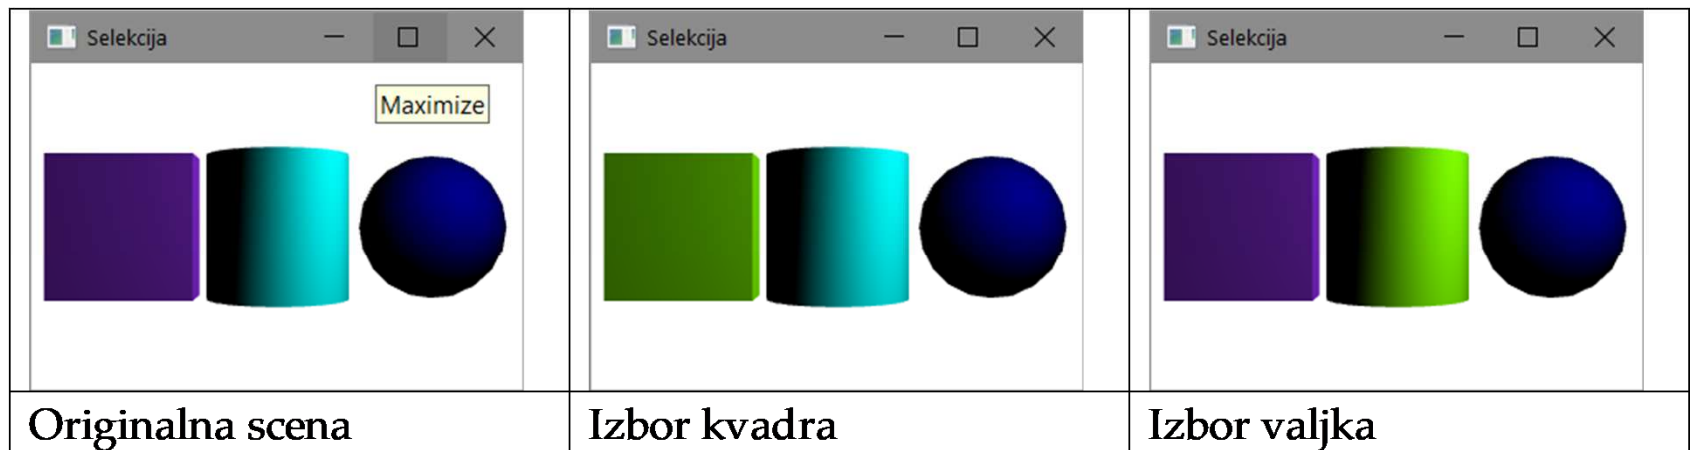 Selekcija
Maximize
Originalna scena
Selekcija
Izbor kvadra
Selekcija
Izbor valjka